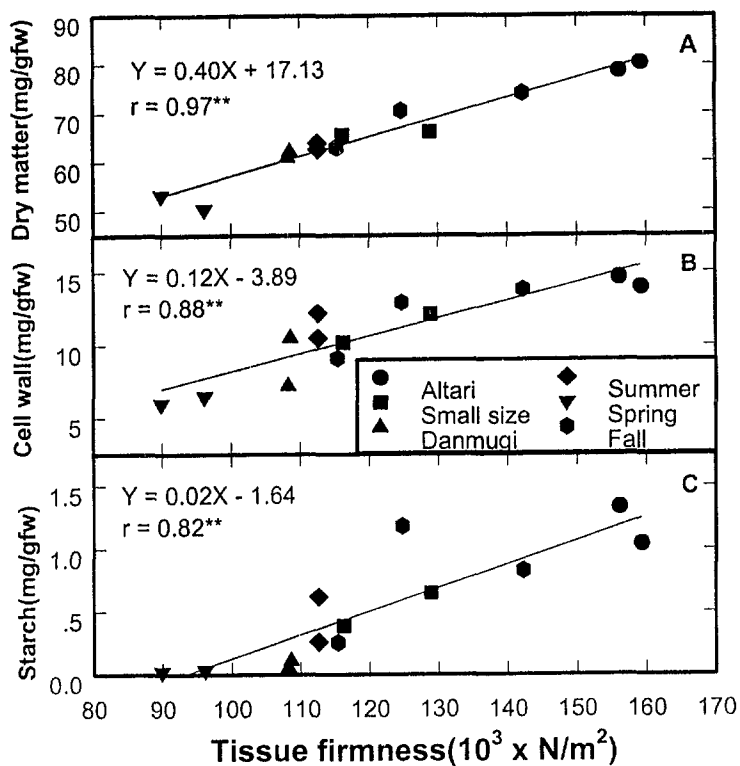 A
Y = 0.40X + 17.13
r = 0.97**
Dry matter(mg/gfw)
90
80
70
60
50
B
Y = 0.12X - 3.89
r = 0.88**
Cell wall(mg/gfw)
15
10
5
Altari
Small size
Danmuqi
Summer
Spring
Fall
C
Y = 0.02X - 1.64
r = 0.82**
Starch(mg/gfw)
1.5
1.0
.5
0.0
80 90 100 110 120 130 140 150 160 170
Tissue firmness(10³ x N/m²)